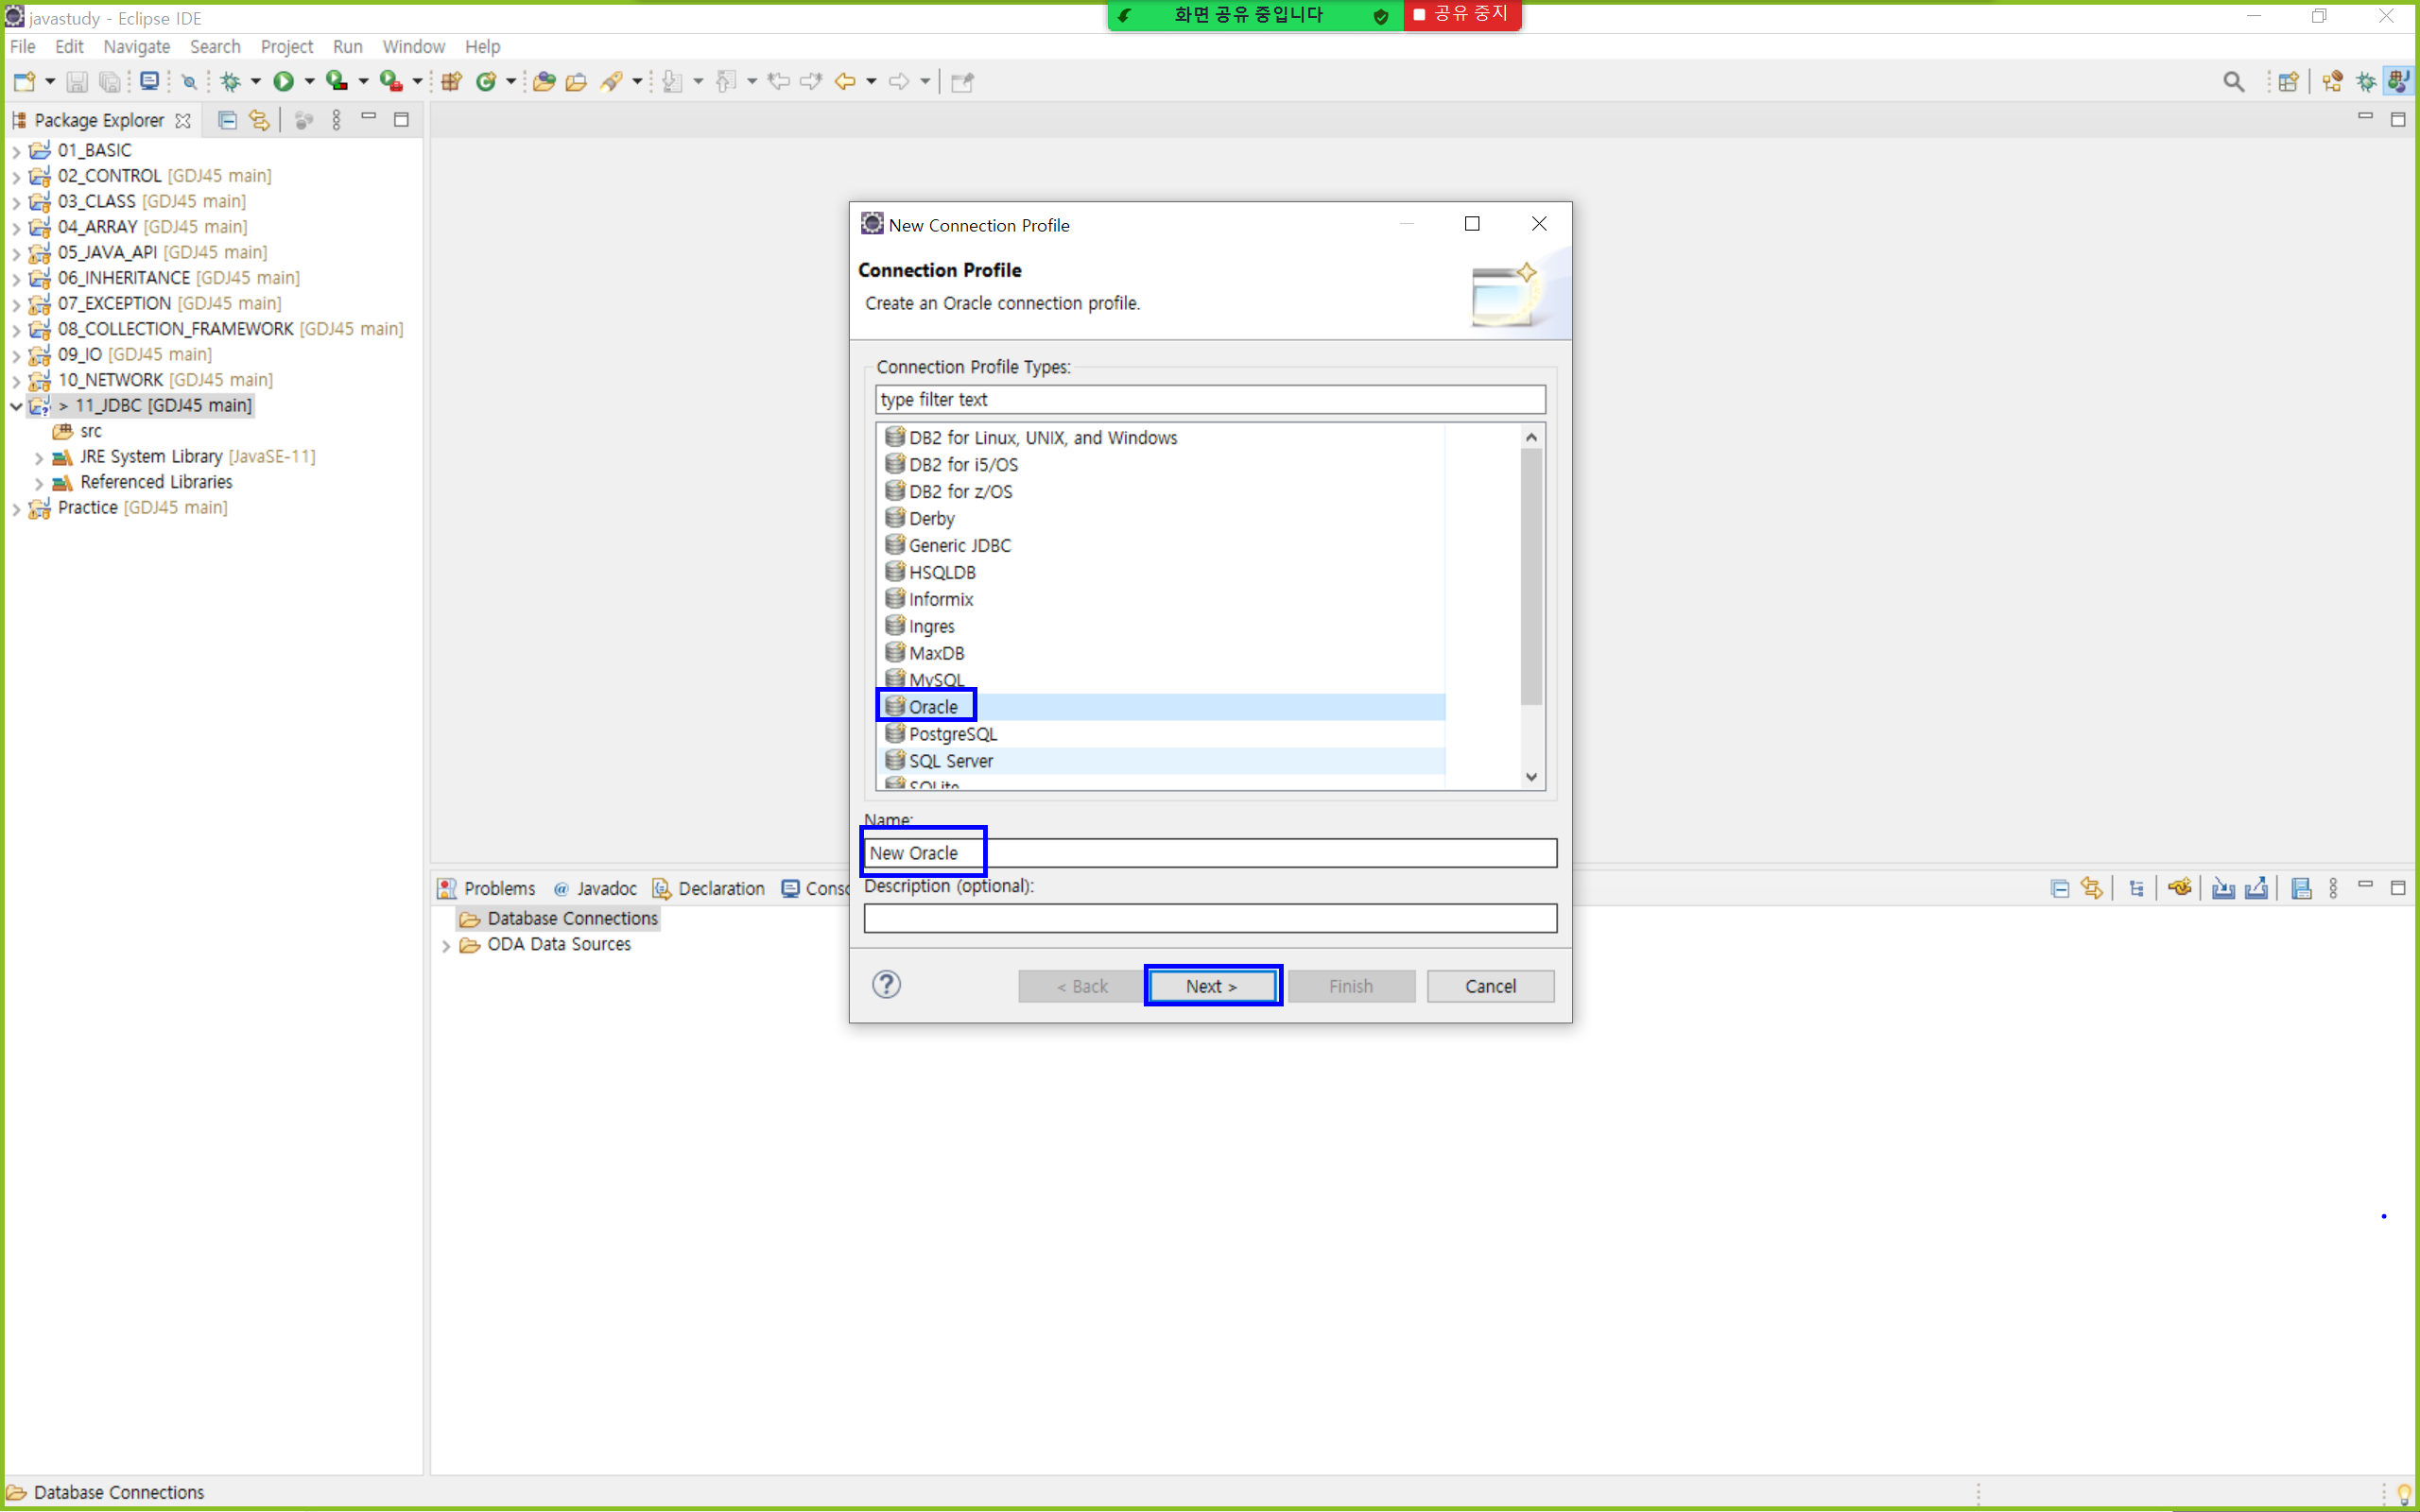 javastudy - Eclipse IDE
화면 공유 중입니다
공유 중지
File Edit Navigate Search Project Run Window Help
Package Explorer
01_BASIC
02_CONTROL [GDJ45 main]
03_CLASS [GDJ45 main]
04_ARRAY [GDJ45 main]
05_JAVA_API [GDJ45 main]
06_INHERITANCE [GDJ45 main]
07_EXCEPTION [GDJ45 main]
08_COLLECTION_FRAMEWORK [GDJ45 main]
09_IO [GDJ45 main]
10_NETWORK [GDJ45 main]
> 11_JDBC [GDJ45 main]
src
JRE System Library [JavaSE-11]
Referenced Libraries
Practice [GDJ45 main]
New Connection Profile
Connection Profile
Create an Oracle connection profile.
Connection Profile Types:
type filter text
DB2 for Linux, UNIX, and Windows
DB2 for i5/OS
DB2 for z/OS
Derby
Generic JDBC
HSQLDB
Informix
Ingres
MaxDB
MySQL
Oracle
PostgreSQL
SQL Server
SQLite
Name:
New Oracle
Description (optional):
< Back Next > Finish Cancel
Problems @ Javadoc Declaration Conso
Database Connections
ODA Data Sources
Database Connections